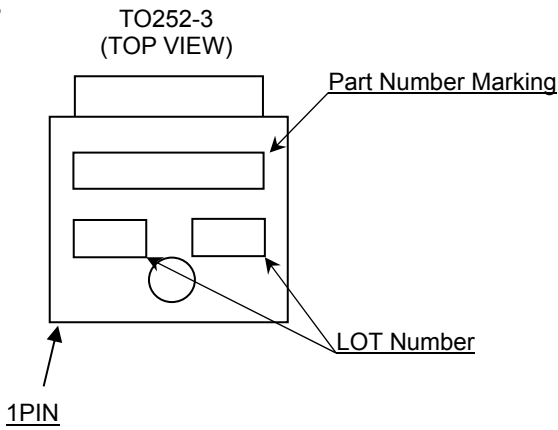 TO252-3
(TOP VIEW)
Part Number Marking
LOT Number
1PIN